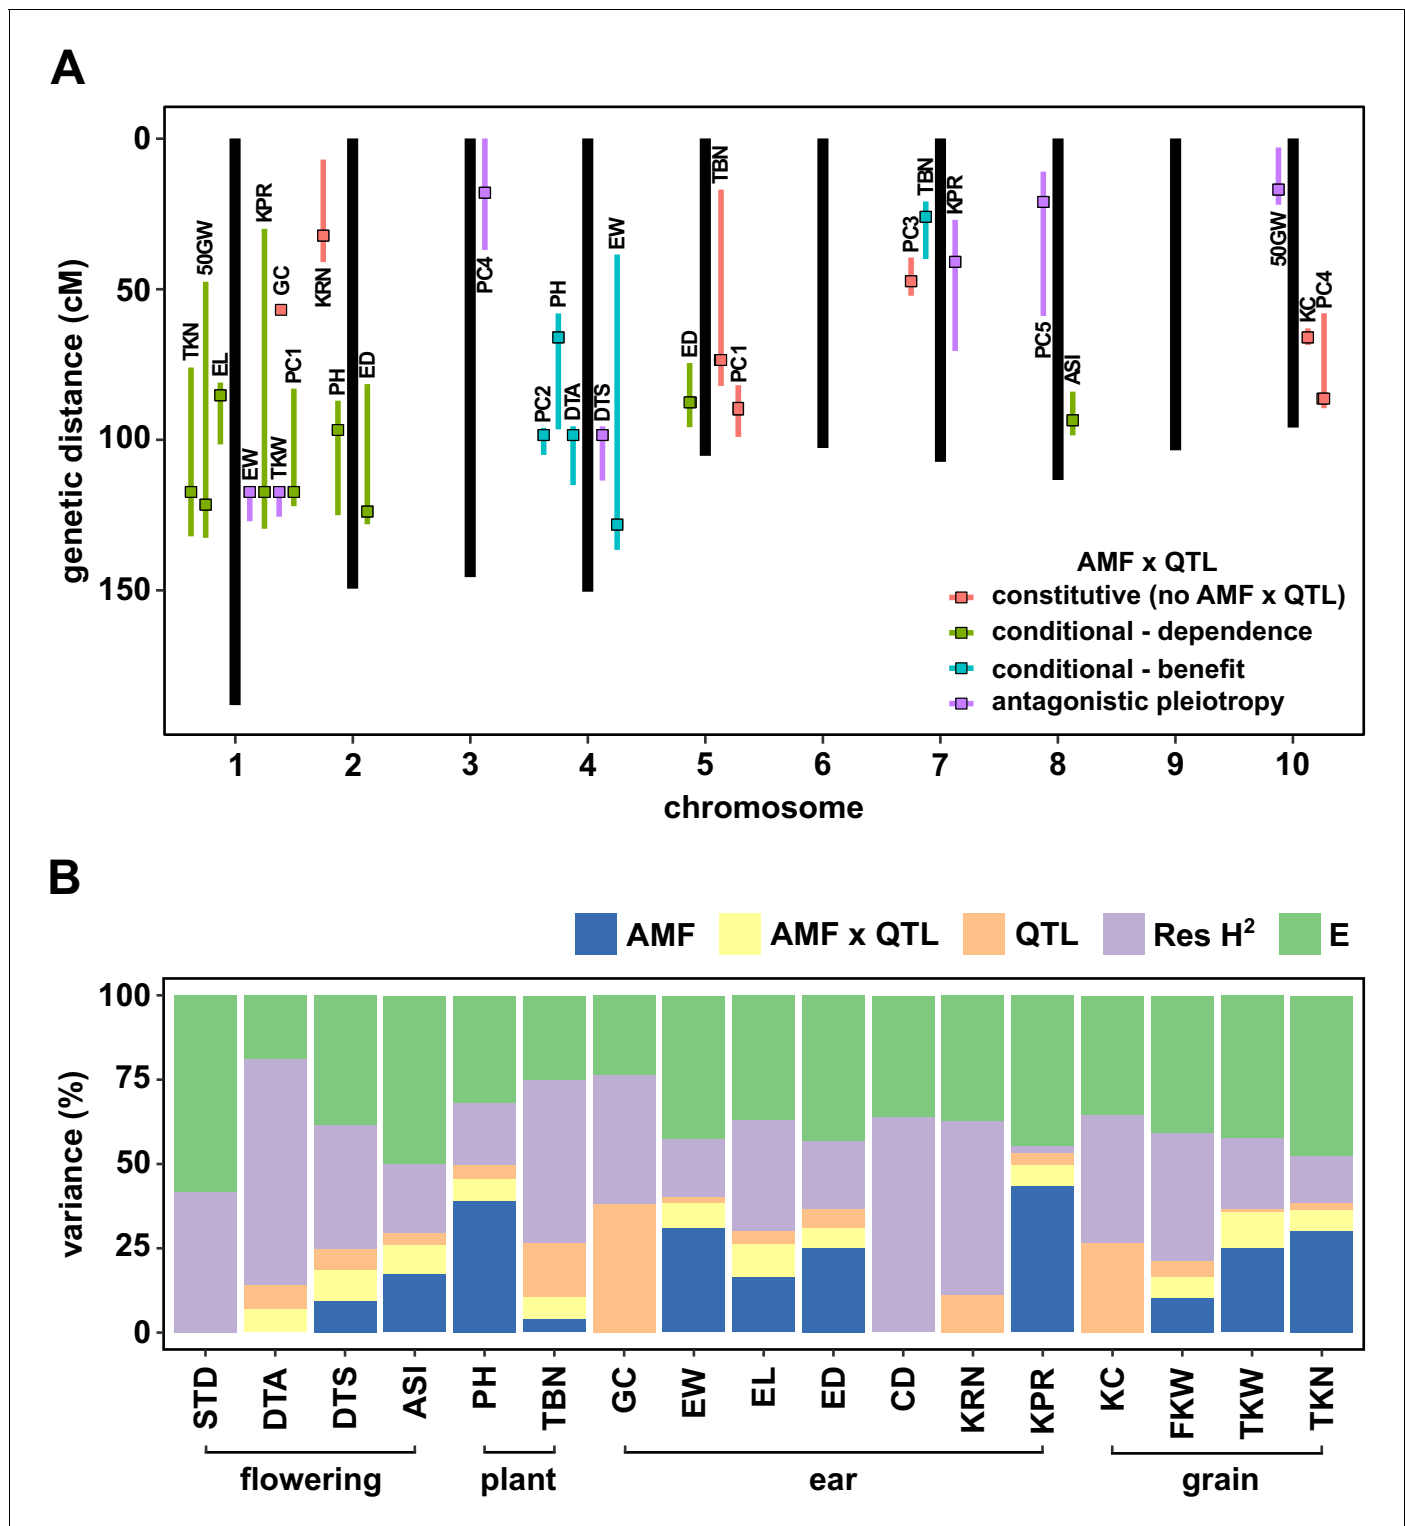 A
genetic distance (cM)
0
50
100
150
TKN
50GW
EL
EW
KPR
TKW
GC
PC1
KRN
PH
ED
PC4
PC2
PH
DTA
DTS
EW
ED
TBN
PC1
PC3
TBN
KPR
PC5
ASI
50GW
KC
PC4
AMF x QTL
constitutive (no AMF x QTL)
conditional - dependence
conditional - benefit
antagonistic pleiotropy
1 2 3 4 5 6 7 8 9 10
chromosome
B
AMF AMF x QTL QTL Res H² E
variance (%)
100
75
50
25
0
STD DTA DTS ASI PH TBN GC EW EL ED CD KRN KPR KC FKW TKW TKN
flowering plant ear grain